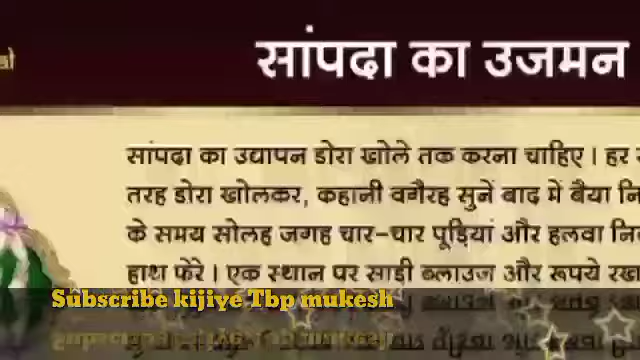 सांपदा का उजमन
सांपदा का उद्यापन डोरा खोले तक करना चाहिए । हर
तरह डोरा खोलकर, कहानी वगैरह सुनें बाद में बैया
के समय सोलह जगह चार-चार पूड़ियां और हलवा
हाथ फेरे । एक स्थान पर साडी ब्लाउज और रूपये रखा
Subscribe kijiye Tbp mukesh